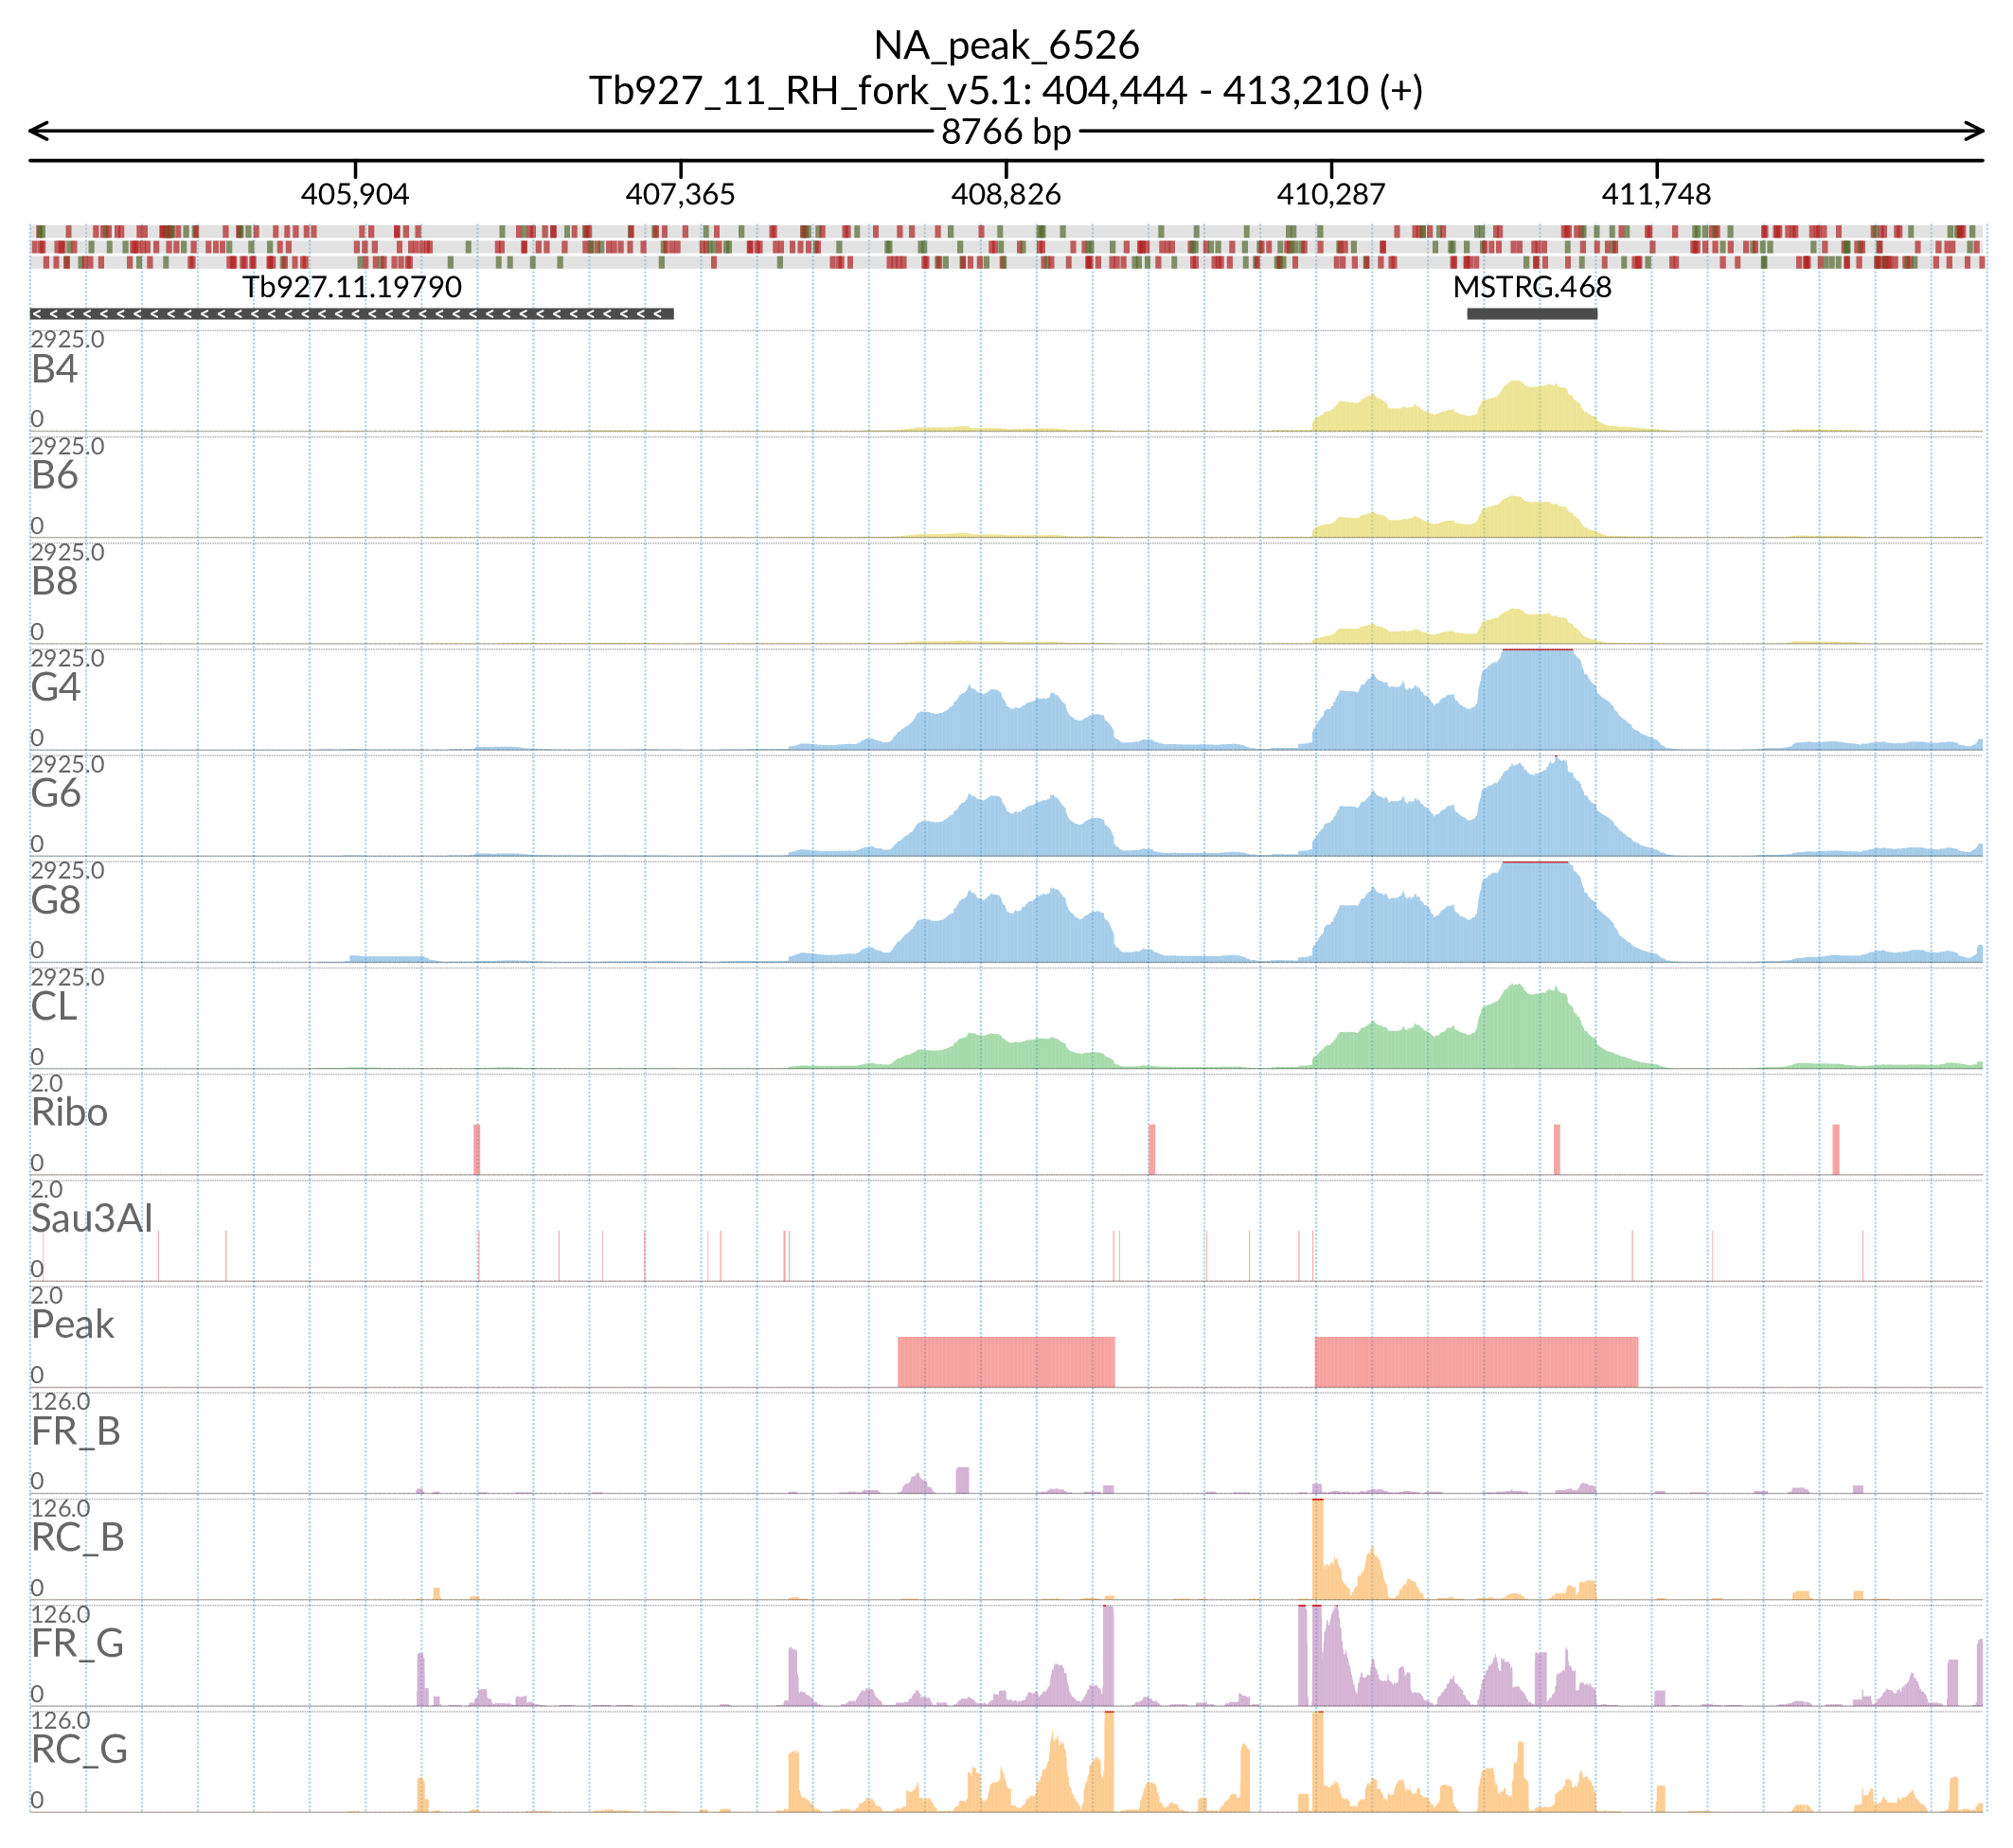 NA_peak_6526
Tb927_11_RH_fork_v5.1: 404,444 - 413,210 (+)
8766 bp
405,904 407,365 408,826 410,287 411,748
Tb927.11.19790 MSTRG.468
2925.0
B4
0
2925.0
B6
0
2925.0
B8
0
2925.0
G4
0
2925.0
G6
0
2925.0
G8
0
2925.0
CL
0
2.0
Ribo
0
2.0
Sau3AI
0
2.0
Peak
0
126.0
FR_B
0
126.0
RC_B
0
126.0
FR_G
0
126.0
RC_G
0